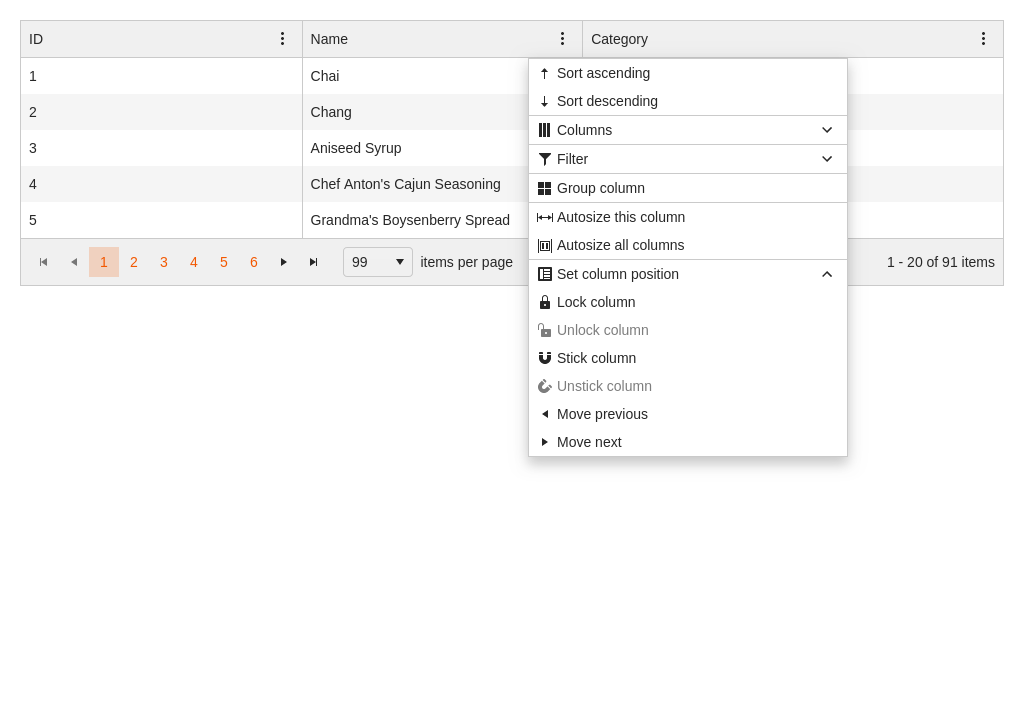 ID Name Category
1 Chai
2 Chang
3 Aniseed Syrup
4 Chef Anton's Cajun Seasoning
5 Grandma's Boysenberry Spread
1 2 3 4 5 6 99 items per page 1 - 20 of 91 items
Sort ascending
Sort descending
Columns
Filter
Group column
Autosize this column
Autosize all columns
Set column position
Lock column
Unlock column
Stick column
Unstick column
Move previous
Move next